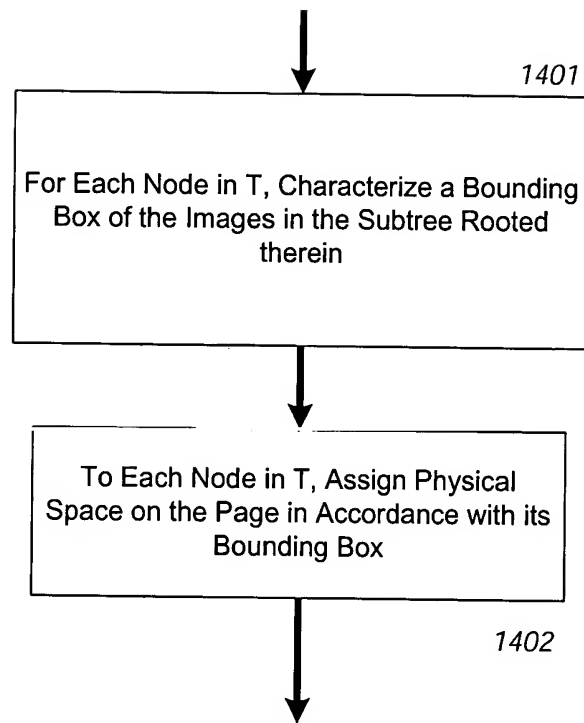 1401
For Each Node in T, Characterize a Bounding
Box of the Images in the Subtree Rooted
therein
To Each Node in T, Assign Physical
Space on the Page in Accordance with its
Bounding Box
1402